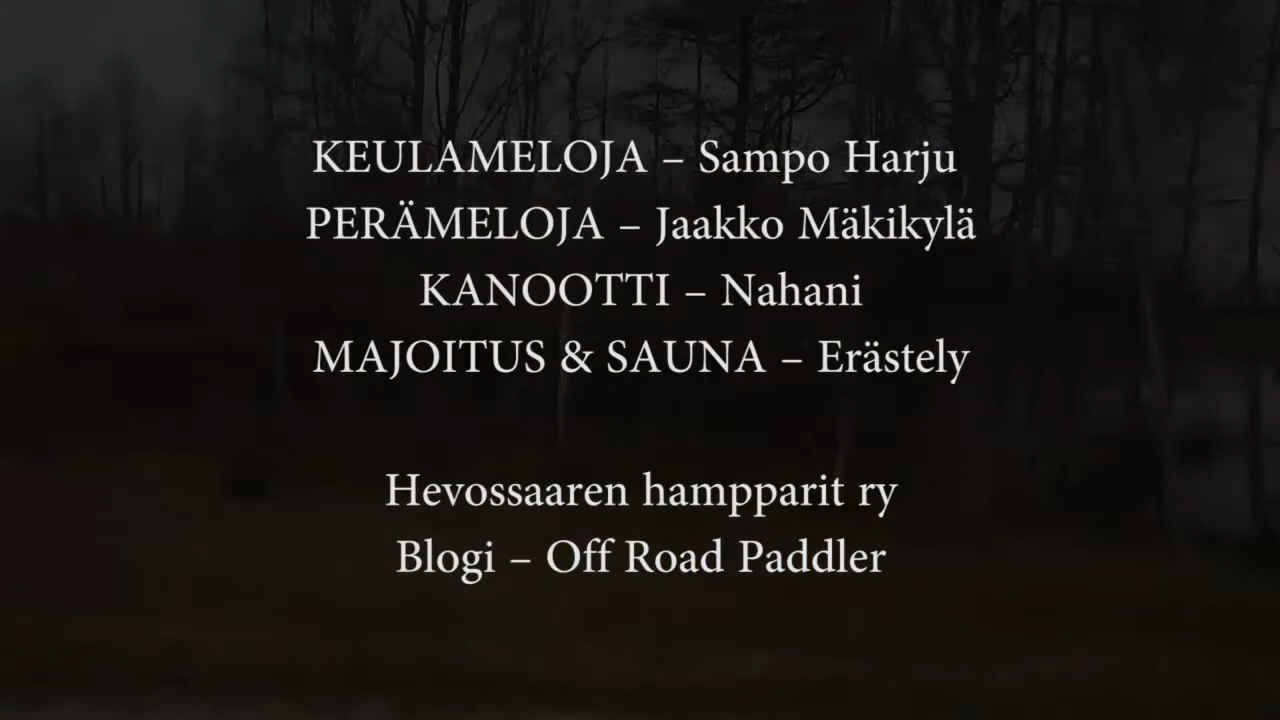 KEULAMELOJA – Sampo Harju
PERÄMELOJA – Jaakko Mäkikylä
KANOOTTI – Nahani
MAJOITUS & SAUNA – Erästely
Hevossaaren hampparit ry
Blogi – Off Road Paddler